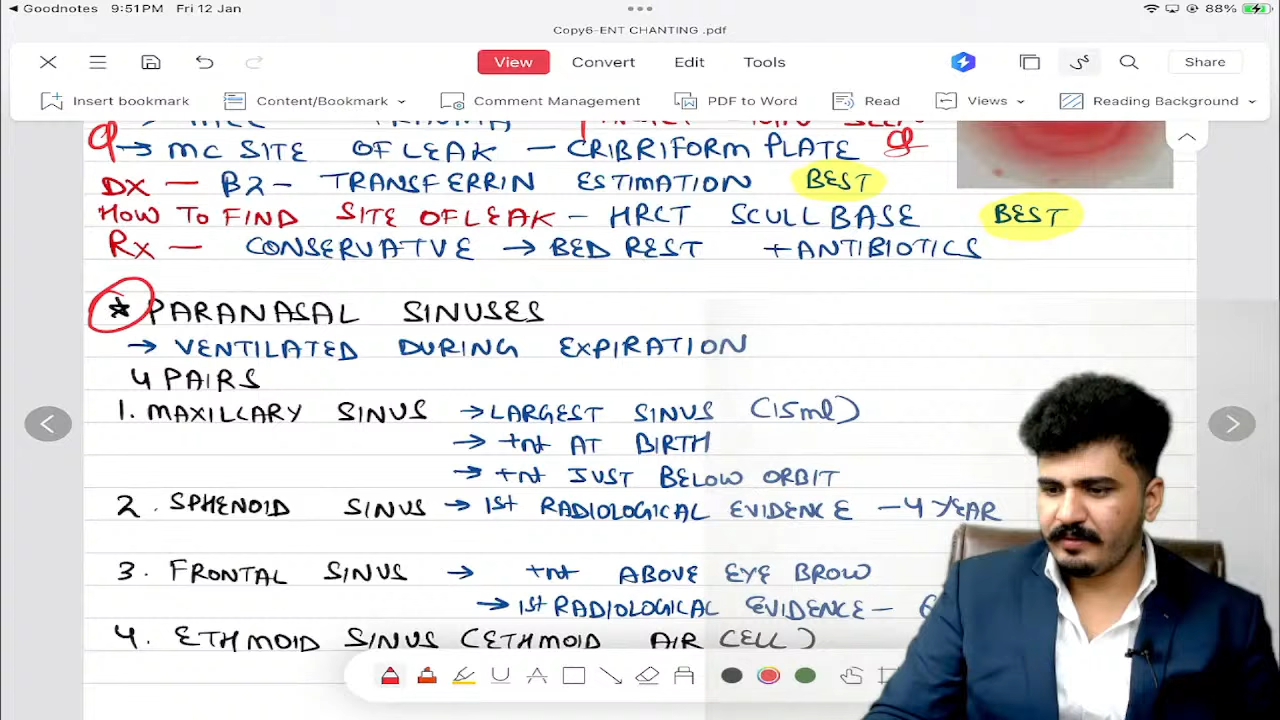 Goodnotes 9:51PM Fri 12 Jan 88%
Copy6-ENT CHANTING .pdf
View Convert Edit Tools Share
Insert bookmark Content/Bookmark Comment Management PDF to Word Read Views Reading Background
→ MC SITE OF LEAK – CRIBRIFORM PLATE
DX – B2 – TRANSFERRIN ESTIMATION BEST
HOW TO FIND SITE OF LEAK – HRCT SCULL BASE BEST
RX – CONSERVATVE → BED REST + ANTIBIOTICS
* PARANASAL SINUSES
→ VENTILATED DURING EXPIRATION
4 PAIRS
1. MAXILLARY SINUS → LARGEST SINUS (15ml)
→ +nt AT BIRTH
→ +nt JUST BELOW ORBIT
2. SPHENOID SINUS → 1st RADIOLOGICAL EVIDENCE – 4 YEAR
3. FRONTAL SINUS → +nt ABOVE EYE BROW
→ 1st RADIOLOGICAL EVIDENCE –
4. ETHMOID SINUS (ETHMOID AIR CELL)